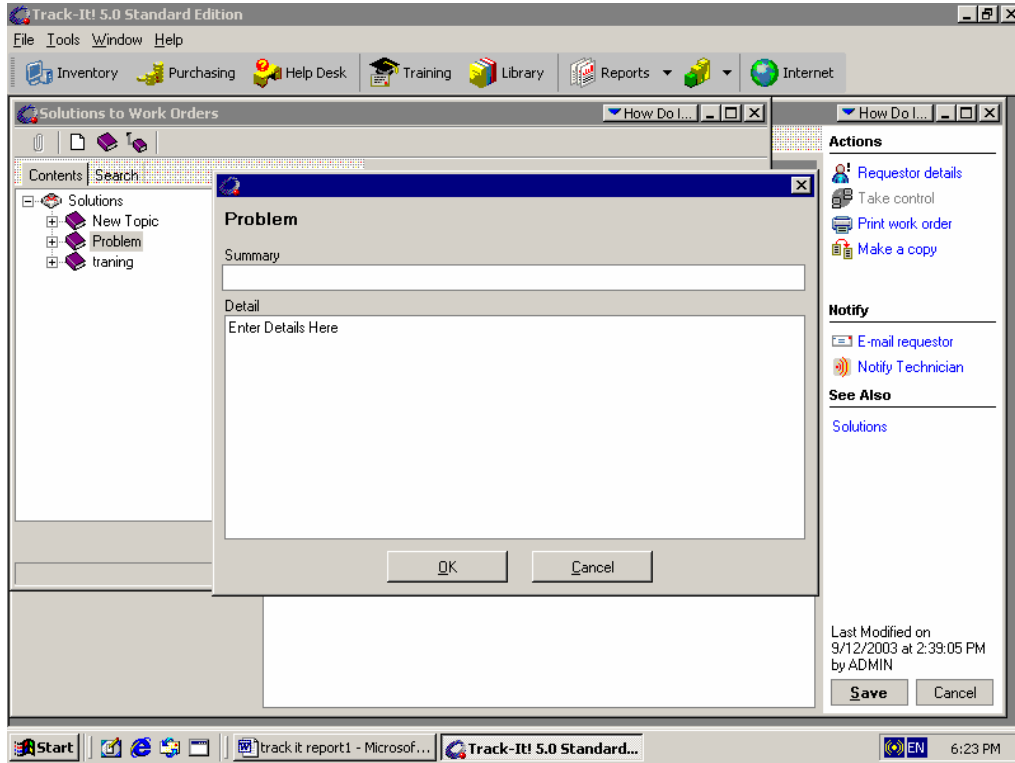 Track-It! 5.0 Standard Edition
File Tools Window Help
Inventory Purchasing Help Desk Training Library Reports Internet
Solutions to Work Orders How Do I... How Do I...
Actions
Contents Search
Requestor details
Solutions
Take control
New Topic
Problem
Print work order
Problem
traning
Make a copy
Summary
Detail
Notify
Enter Details Here
E-mail requestor
Notify Technician
See Also
Solutions
OK Cancel
Last Modified on
9/12/2003 at 2:39:05 PM
by ADMIN
Save Cancel
Start track it report1 - Microsof... Track-It! 5.0 Standard... EN 6:23 PM